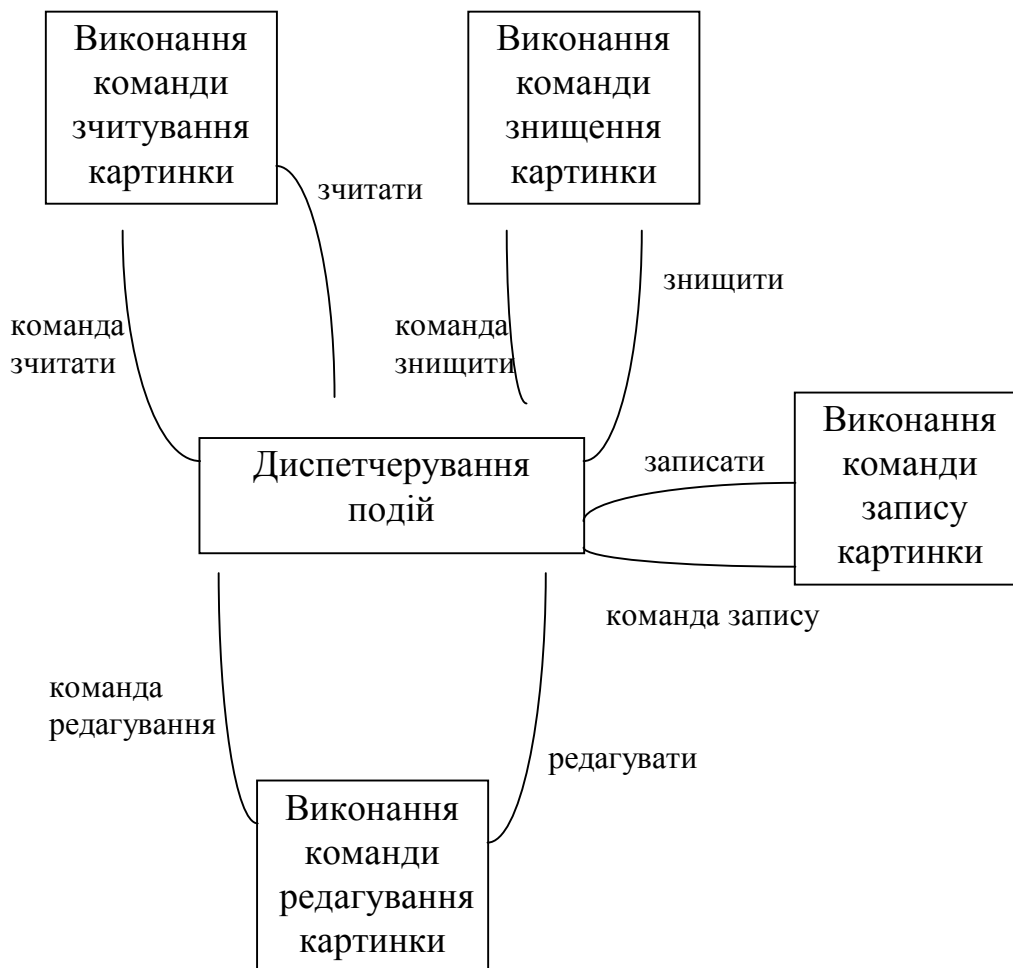 Виконання
команди
зчитування
картинки
Виконання
команди
знищення
картинки
зчитати
знищити
команда
зчитати
команда
знищити
Виконання
команди
запису
картинки
записати
Диспетчерування
подій
команда запису
команда
редагування
редагувати
Виконання
команди
редагування
картинки